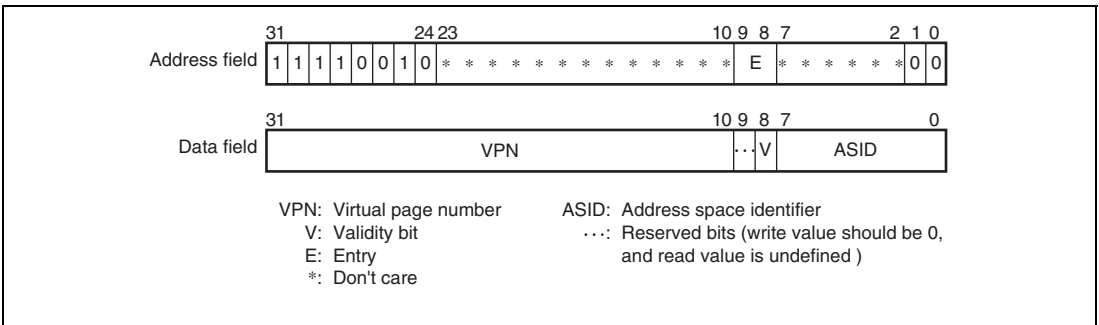 31 24 23 10 9 8 7 2 1 0
Address field 1 1 1 1 0 0 1 0 * * * * * * * * * * * * * * E * * * * * * 0 0
31 10 9 8 7 0
Data field VPN ··· V ASID
VPN: Virtual page number ASID: Address space identifier
V: Validity bit ···: Reserved bits (write value should be 0,
E: Entry and read value is undefined )
*: Don't care